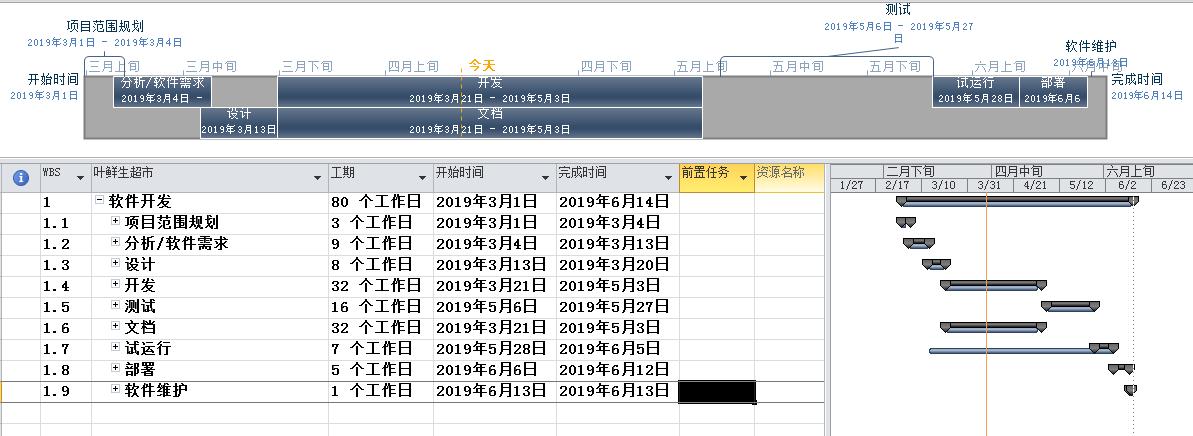 测试
2019年5月6日 - 2019年5月27
日
项目范围规划
2019年3月1日 - 2019年3月4日
软件维护
2019年6月13日
开始时间
2019年3月1日
三月上旬 三月中旬 三月下旬 四月上旬 今天 四月下旬 五月上旬 五月中旬 五月下旬 六月上旬 六月中旬
分析/软件需求
2019年3月4日 -
开发
2019年3月21日 - 2019年5月3日
试运行
2019年5月28日
部署
2019年6月6
完成时间
2019年6月14日
设计
2019年3月13日
文档
2019年3月21日 - 2019年5月3日
WBS 叶鲜生超市 工期 开始时间 完成时间 前置任务 资源名称
二月下旬 四月中旬 六月上旬
1/27 2/17 3/10 3/31 4/21 5/12 6/2 6/23
1 软件开发 80 个工作日 2019年3月1日 2019年6月14日
1.1 项目范围规划 3 个工作日 2019年3月1日 2019年3月4日
1.2 分析/软件需求 9 个工作日 2019年3月4日 2019年3月13日
1.3 设计 8 个工作日 2019年3月13日 2019年3月20日
1.4 开发 32 个工作日 2019年3月21日 2019年5月3日
1.5 测试 16 个工作日 2019年5月6日 2019年5月27日
1.6 文档 32 个工作日 2019年3月21日 2019年5月3日
1.7 试运行 7 个工作日 2019年5月28日 2019年6月5日
1.8 部署 5 个工作日 2019年6月6日 2019年6月12日
1.9 软件维护 1 个工作日 2019年6月13日 2019年6月13日